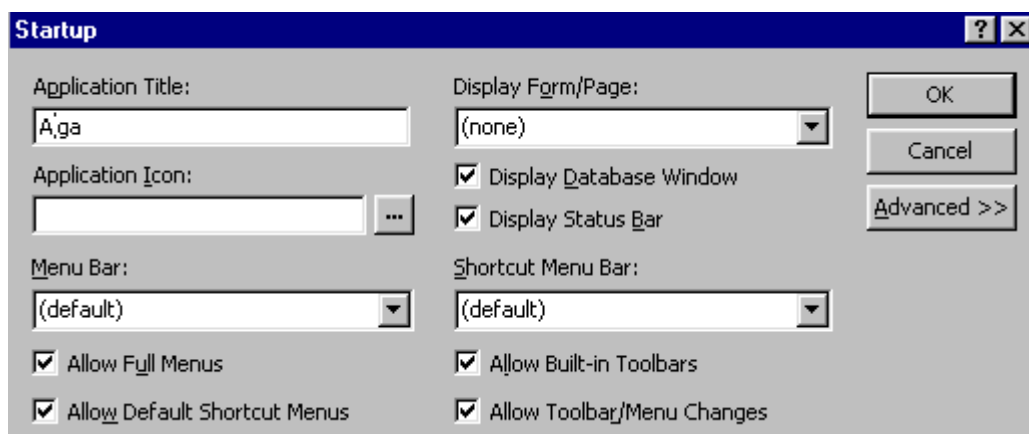 Startup
Application Title:
Display Form/Page:
OK
(none)
Cancel
Application Icon:
Display Database Window
Advanced >>
...
Display Status Bar
Menu Bar:
Shortcut Menu Bar:
(default)
(default)
Allow Full Menus
Allow Built-in Toolbars
Allow Default Shortcut Menus
Allow Toolbar/Menu Changes